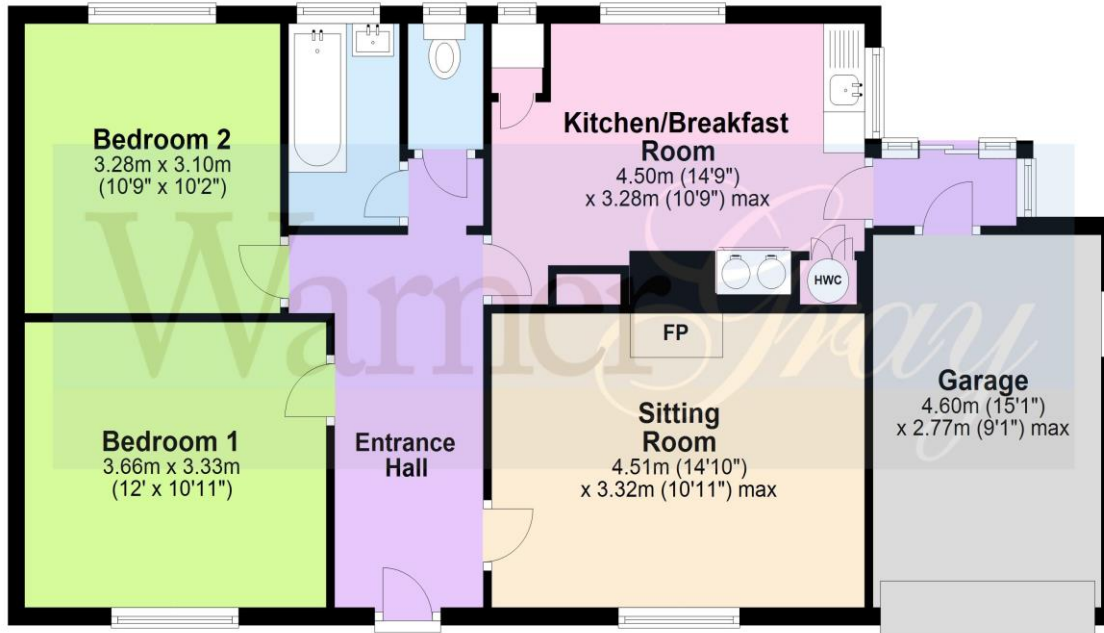 Bedroom 2
3.28m x 3.10m
(10'9" x 10'2")
Kitchen/Breakfast
Room
4.50m (14'9")
x 3.28m (10'9") max
HWC
FP
Bedroom 1
3.66m x 3.33m
(12' x 10'11")
Entrance
Hall
Sitting
Room
4.51m (14'10")
x 3.32m (10'11") max
Garage
4.60m (15'1")
x 2.77m (9'1") max
Warner Gray